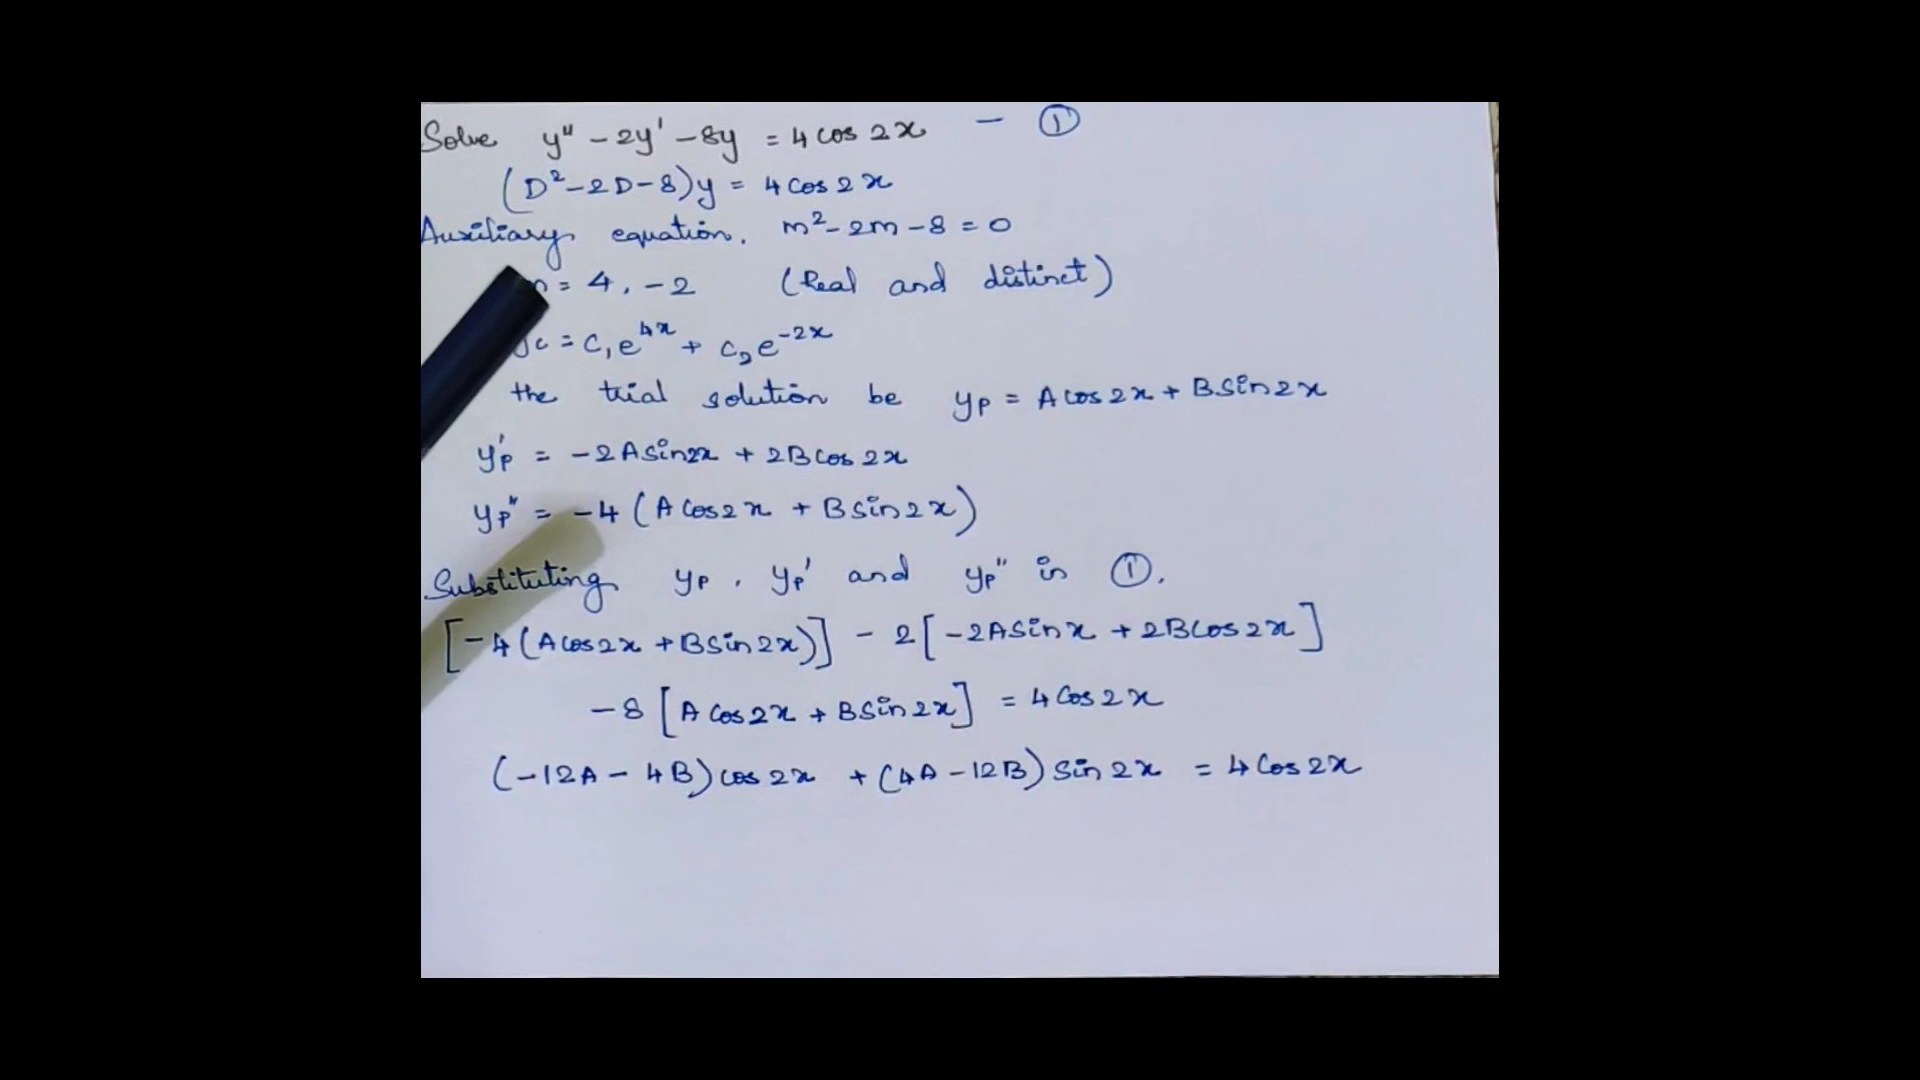 Solve y'' - 2y' - 8y = 4 cos 2x - ①
(D² - 2D - 8)y = 4 cos 2x
Auxiliary equation, m² - 2m - 8 = 0
= 4, -2 (Real and distinct)
= C₁e⁴ˣ + C₂e⁻²ˣ
the trial solution be yₚ = A cos 2x + B sin 2x
yₚ' = -2A sin 2x + 2B cos 2x
yₚ'' = -4 (A cos 2x + B sin 2x)
Substituting yₚ, yₚ' and yₚ'' in ①.
[-4(A cos 2x + B sin 2x)] - 2[-2A sin x + 2B cos 2x]
-8 [A cos 2x + B sin 2x] = 4 cos 2x
(-12A - 4B) cos 2x + (4A - 12B) sin 2x = 4 cos 2x